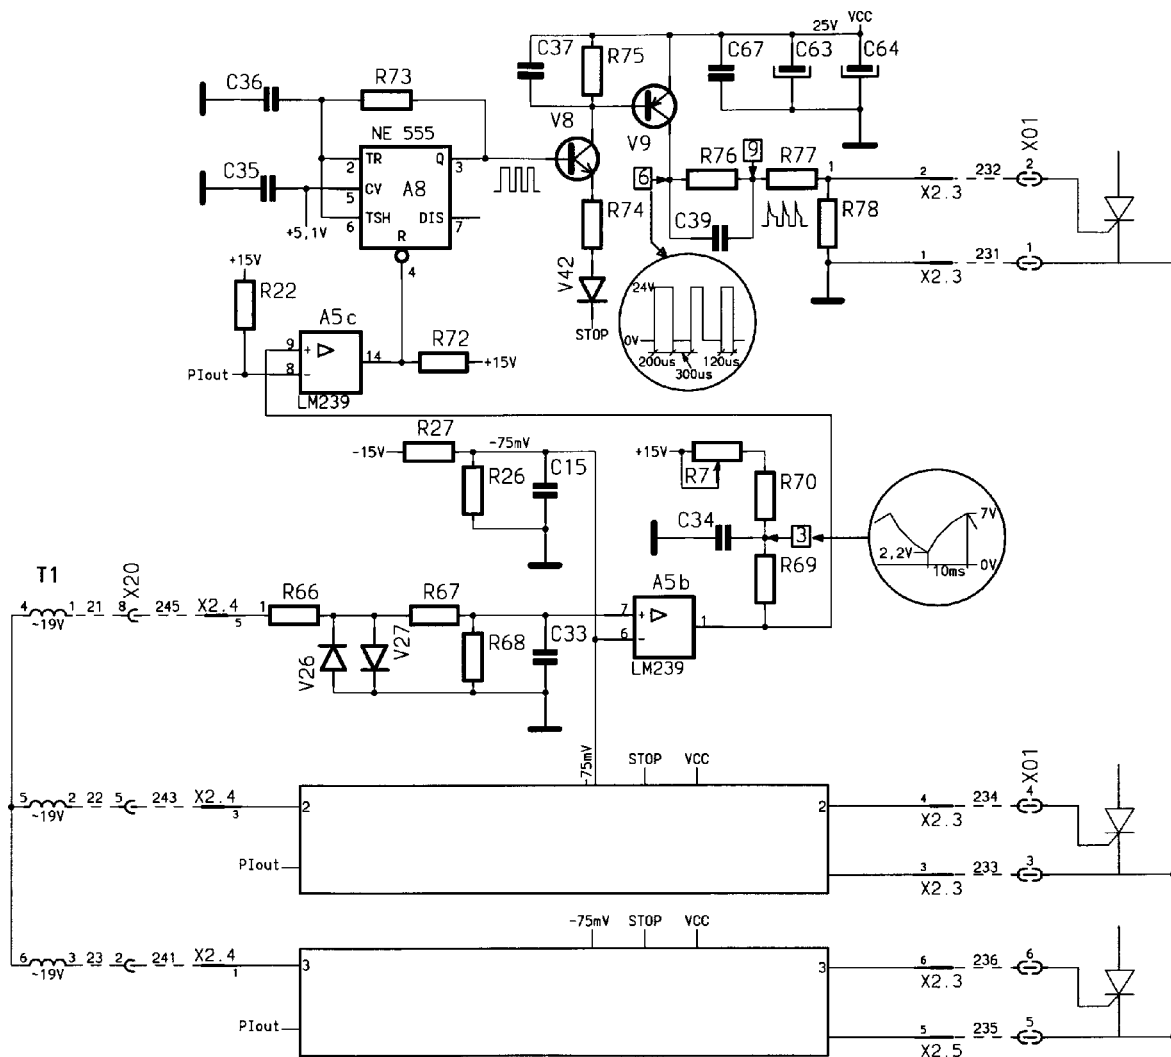 VCC
25V
C37
R75
C67
C63
C64
C36
R73
V8
V9
NE 555
TR
Q
2
3
C35
CV
A8
5
TSH
DIS
6
7
R
4
+5,1V
6
R76
9
R77
1
2
232
2
X01
X2.3
R74
C39
R78
1
231
1
X2.3
V42
STOP
24V
0V
200us
300us
120us
+15V
R22
A5c
9
+
8
-
14
R72
+15V
PIout
LM239
R27
-75mV
-15V
R26
C15
+15V
R71
R70
C34
3
7V
2,2V
0V
10ms
R69
T1
X20
4
1
21
8
245
X2.4
5
1
R66
R67
~19V
V26
V27
R68
C33
A5b
7
+
6
-
1
LM239
-75mV
STOP
VCC
5
2
22
5
243
X2.4
3
2
~19V
PIout
2
4
234
4
X01
X2.3
3
233
3
X2.3
-75mV
STOP
VCC
6
3
23
2
241
X2.4
1
3
~19V
PIout
3
6
236
6
X2.3
5
235
5
X2.5